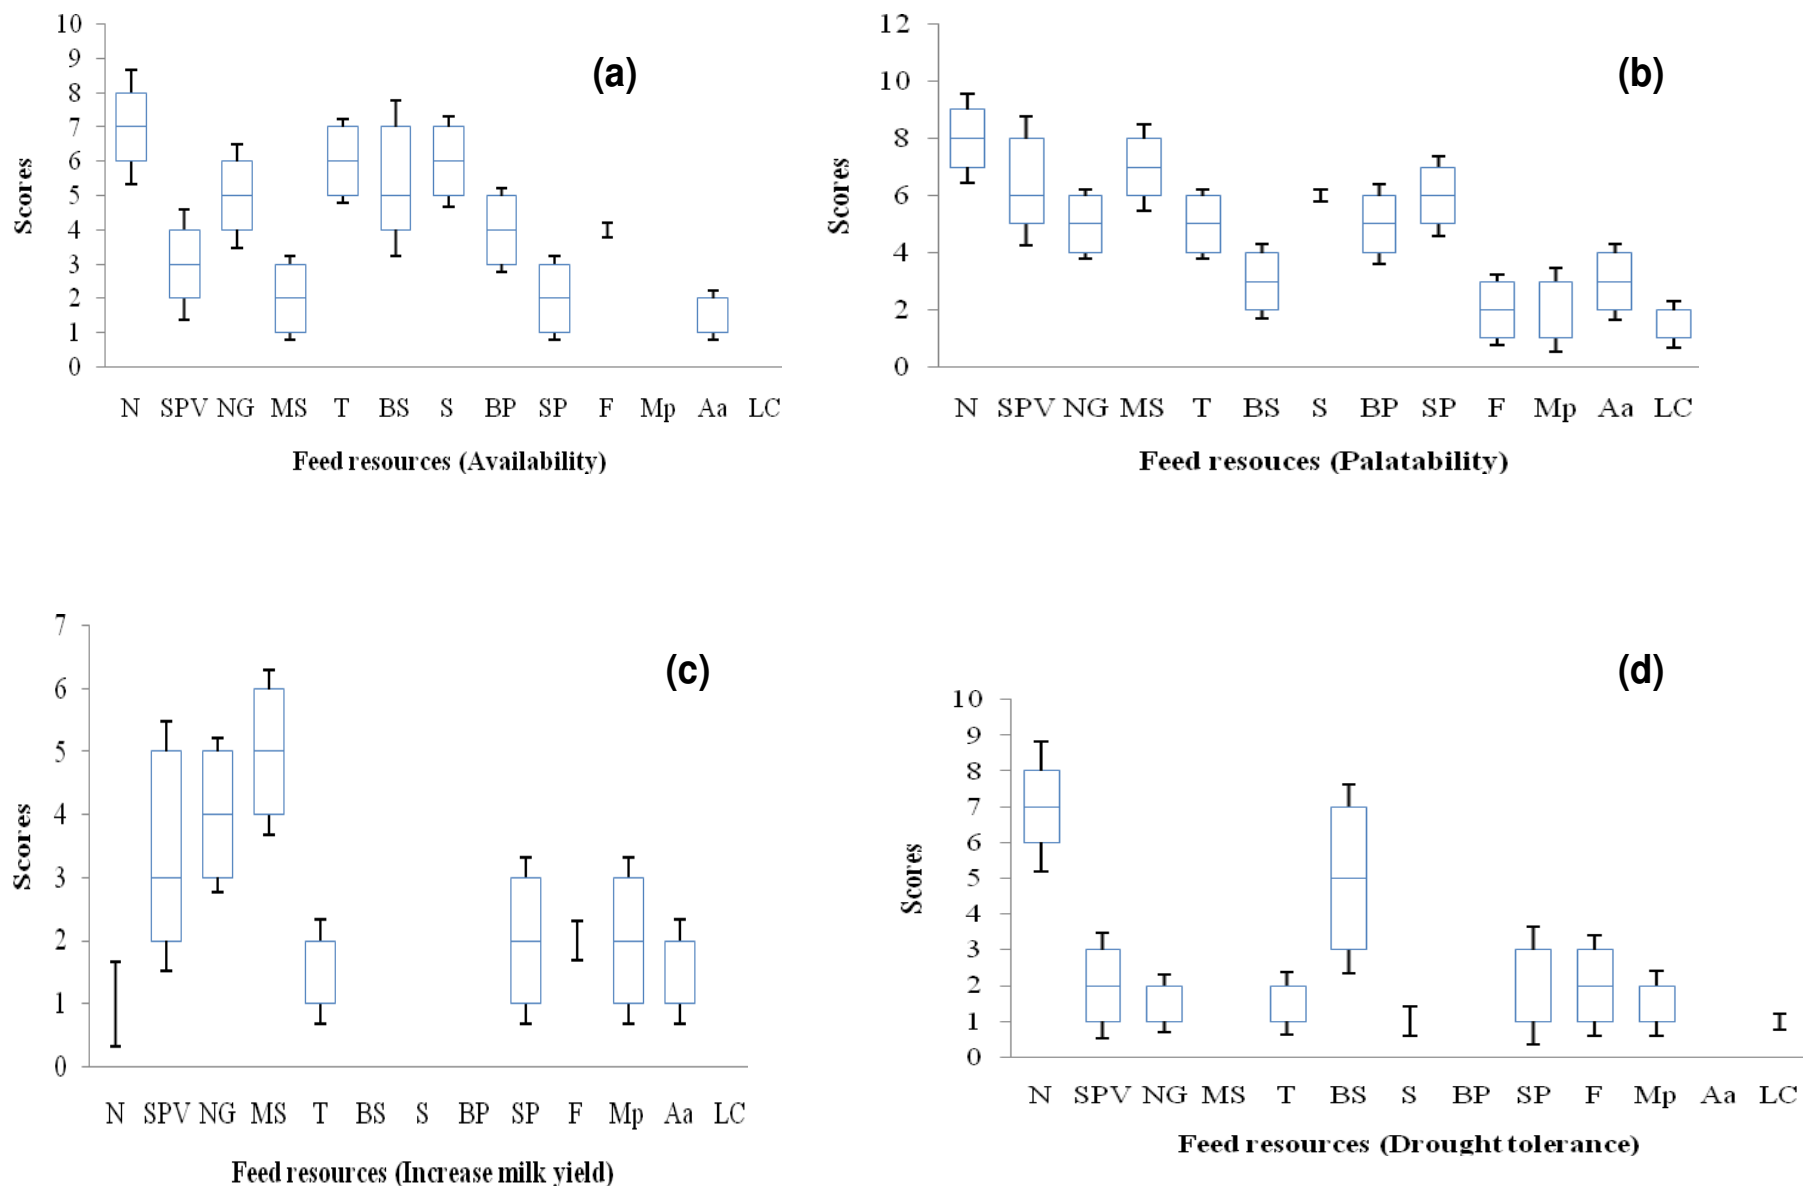 (a)
10
9
8
7
6
5
4
3
2
1
0
Scores
N SPV NG MS T BS S BP SP F Mp Aa LC
Feed resources (Availability)
(b)
12
10
8
6
4
2
0
Scores
N SPV NG MS T BS S BP SP F Mp Aa LC
Feed resouces (Palatability)
(c)
7
6
5
4
3
2
1
0
Scores
N SPV NG MS T BS S BP SP F Mp Aa LC
Feed resources (Increase milk yield)
(d)
10
9
8
7
6
5
4
3
2
1
0
Scores
N SPV NG MS T BS S BP SP F Mp Aa LC
Feed resources (Drought tolerance)